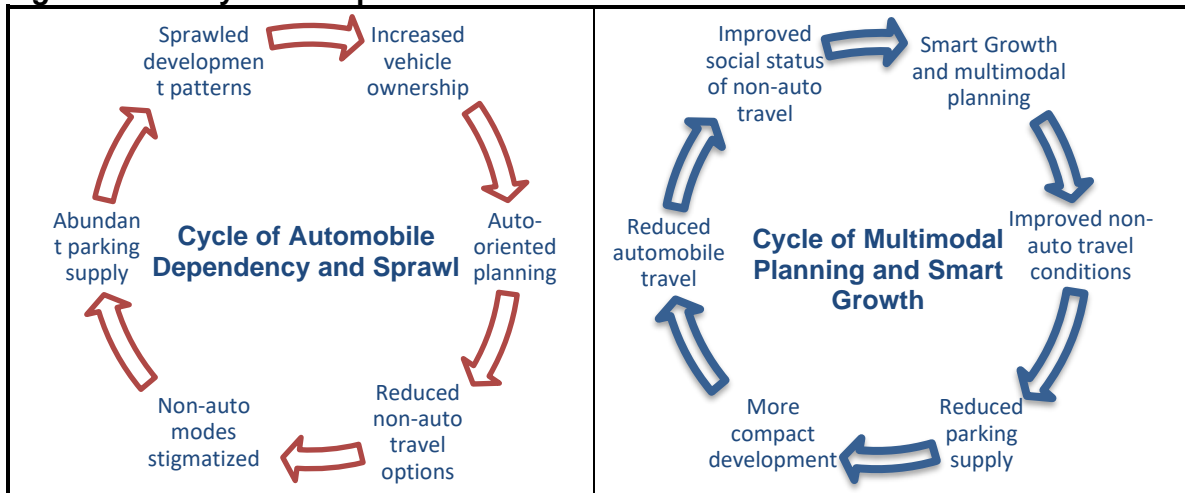 Sprawled
developmen
t patterns
Increased
vehicle
ownership
Auto-
oriented
planning
Reduced
non-auto
travel
options
Non-auto
modes
stigmatized
Abundan
t parking
supply
Cycle of Automobile
Dependency and Sprawl
Improved
social status
of non-auto
travel
Smart Growth
and multimodal
planning
Improved non-
auto travel
conditions
Reduced
parking
supply
More
compact
development
Reduced
automobile
travel
Cycle of Multimodal
Planning and Smart
Growth